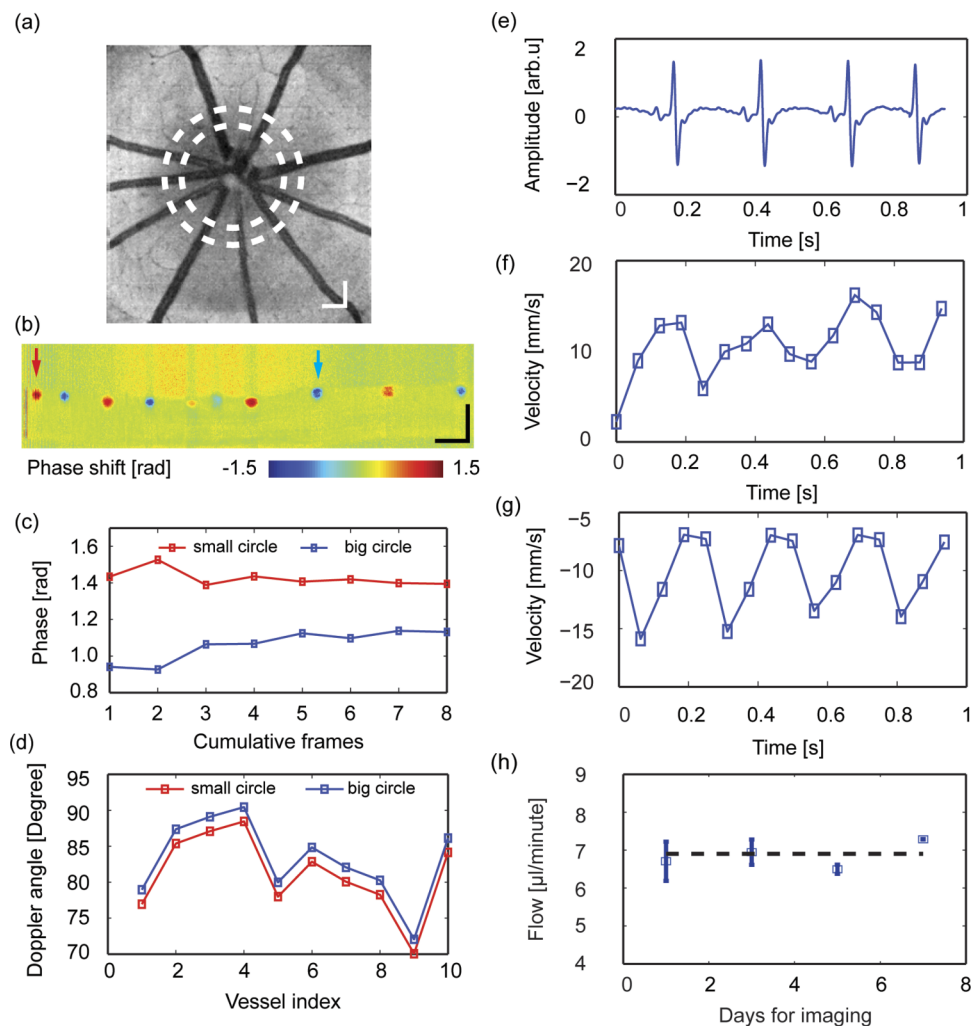 (a)
(b)
Phase shift [rad]
-1.5
1.5
(c)
Phase [rad]
1.6
1.4
1.2
1.0
0.8
small circle
big circle
1 2 3 4 5 6 7 8
Cumulative frames
(d)
Doppler angle [Degree]
95
90
85
80
75
70
small circle
big circle
0 2 4 6 8 10
Vessel index
(e)
Amplitude [arb.u]
2
0
−2
0 0.2 0.4 0.6 0.8 1
Time [s]
(f)
Velocity [mm/s]
20
10
0
0 0.2 0.4 0.6 0.8 1
Time [s]
(g)
Velocity [mm/s]
−5
−10
−15
−20
0 0.2 0.4 0.6 0.8 1
Time [s]
(h)
Flow [µl/minute]
9
8
7
6
5
4
0 2 4 6 8
Days for imaging